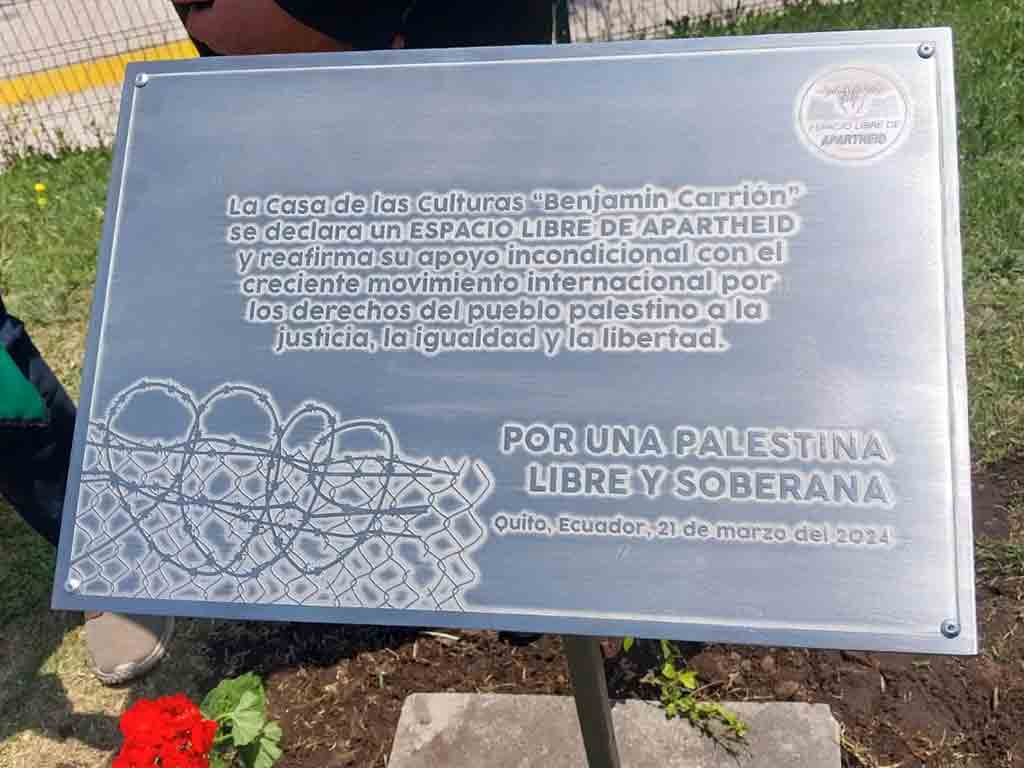 ESPACIO LIBRE DE
APARTHEID
La Casa de las Culturas “Benjamin Carrión”
se declara un ESPACIO LIBRE DE APARTHEID
y reafirma su apoyo incondicional con el
creciente movimiento internacional por
los derechos del pueblo palestino a la
justicia, la igualdad y la libertad.
POR UNA PALESTINA
LIBRE Y SOBERANA
Quito, Ecuador, 21 de marzo del 2024